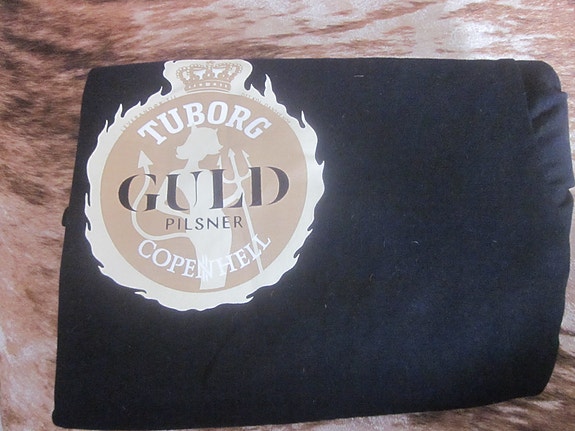 TUBORG
GULD
PILSNER
COPENHELL